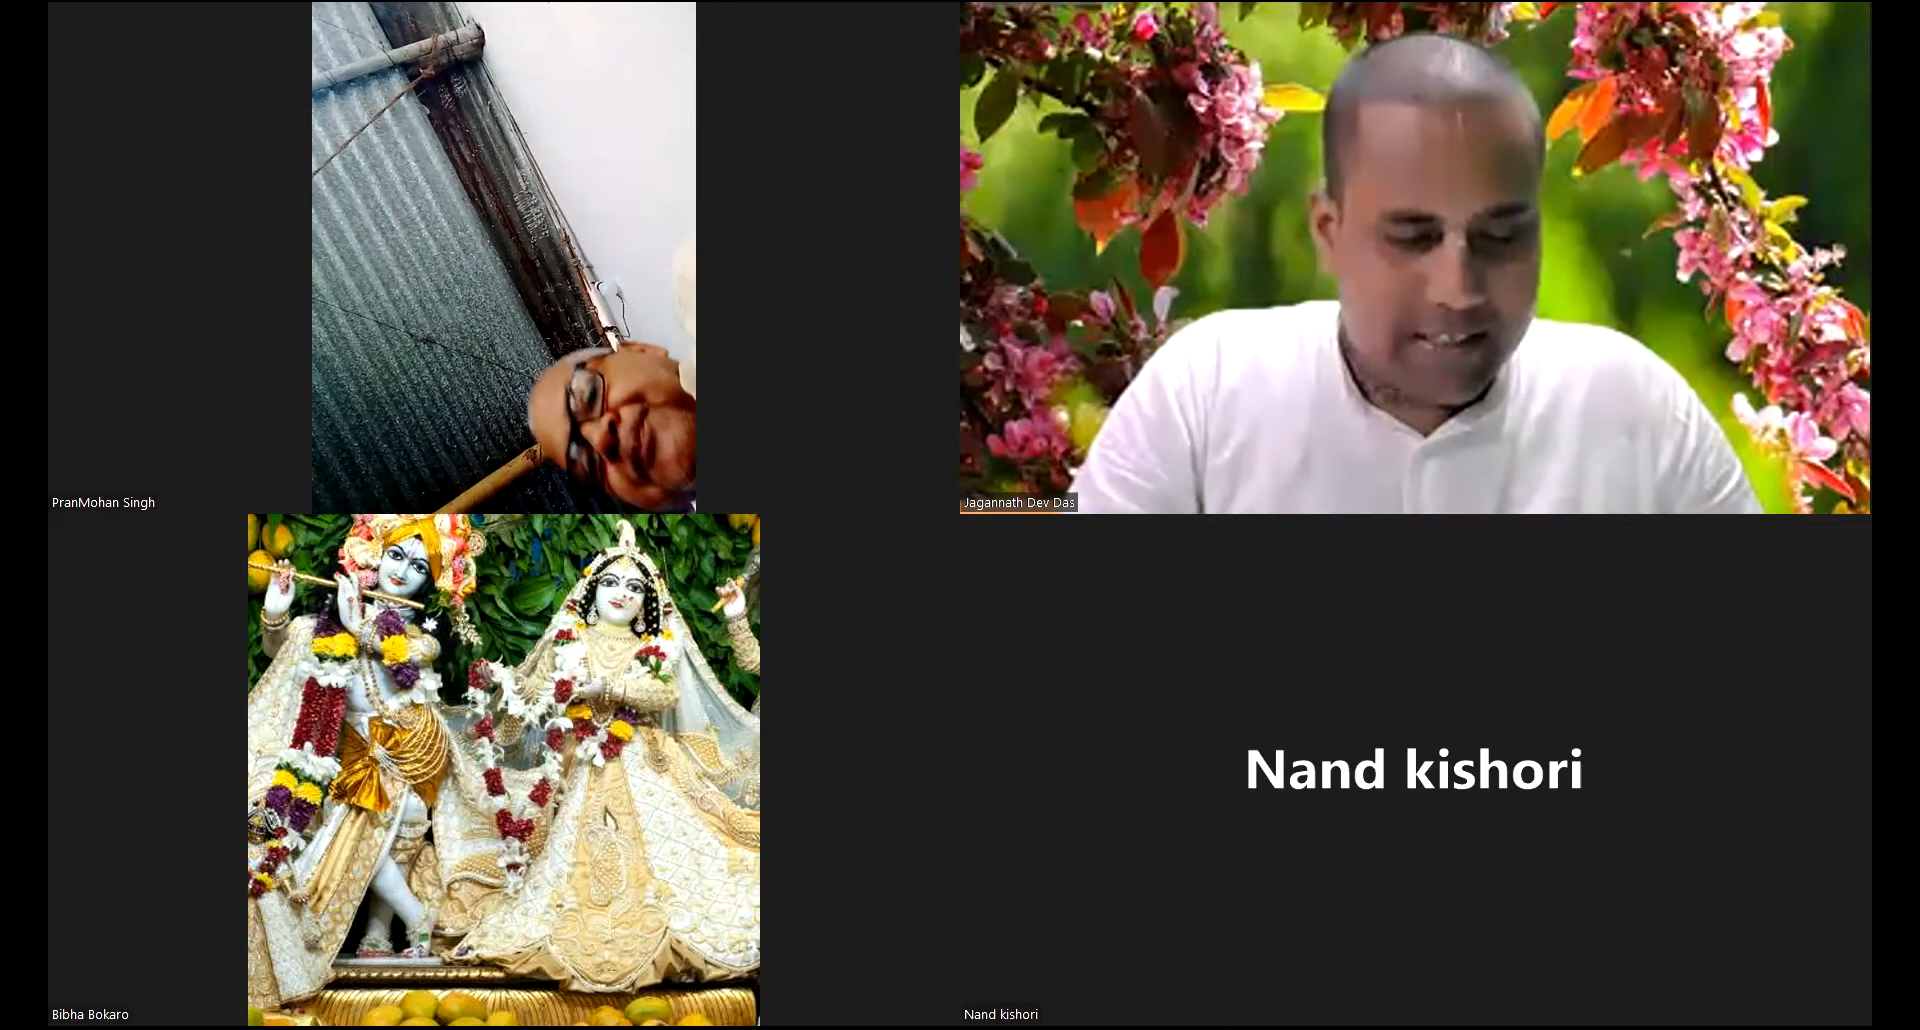 PranMohan Singh
Jagannath Dev Das
Nand kishori
Bibha Bokaro
Nand kishori